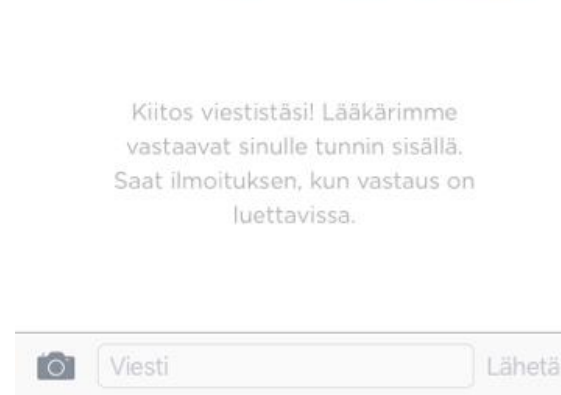 Kiitos viestistäsi! Lääkärimme
vastaavat sinulle tunnin sisällä.
Saat ilmoituksen, kun vastaus on
luettavissa.
Viesti
Lähetä